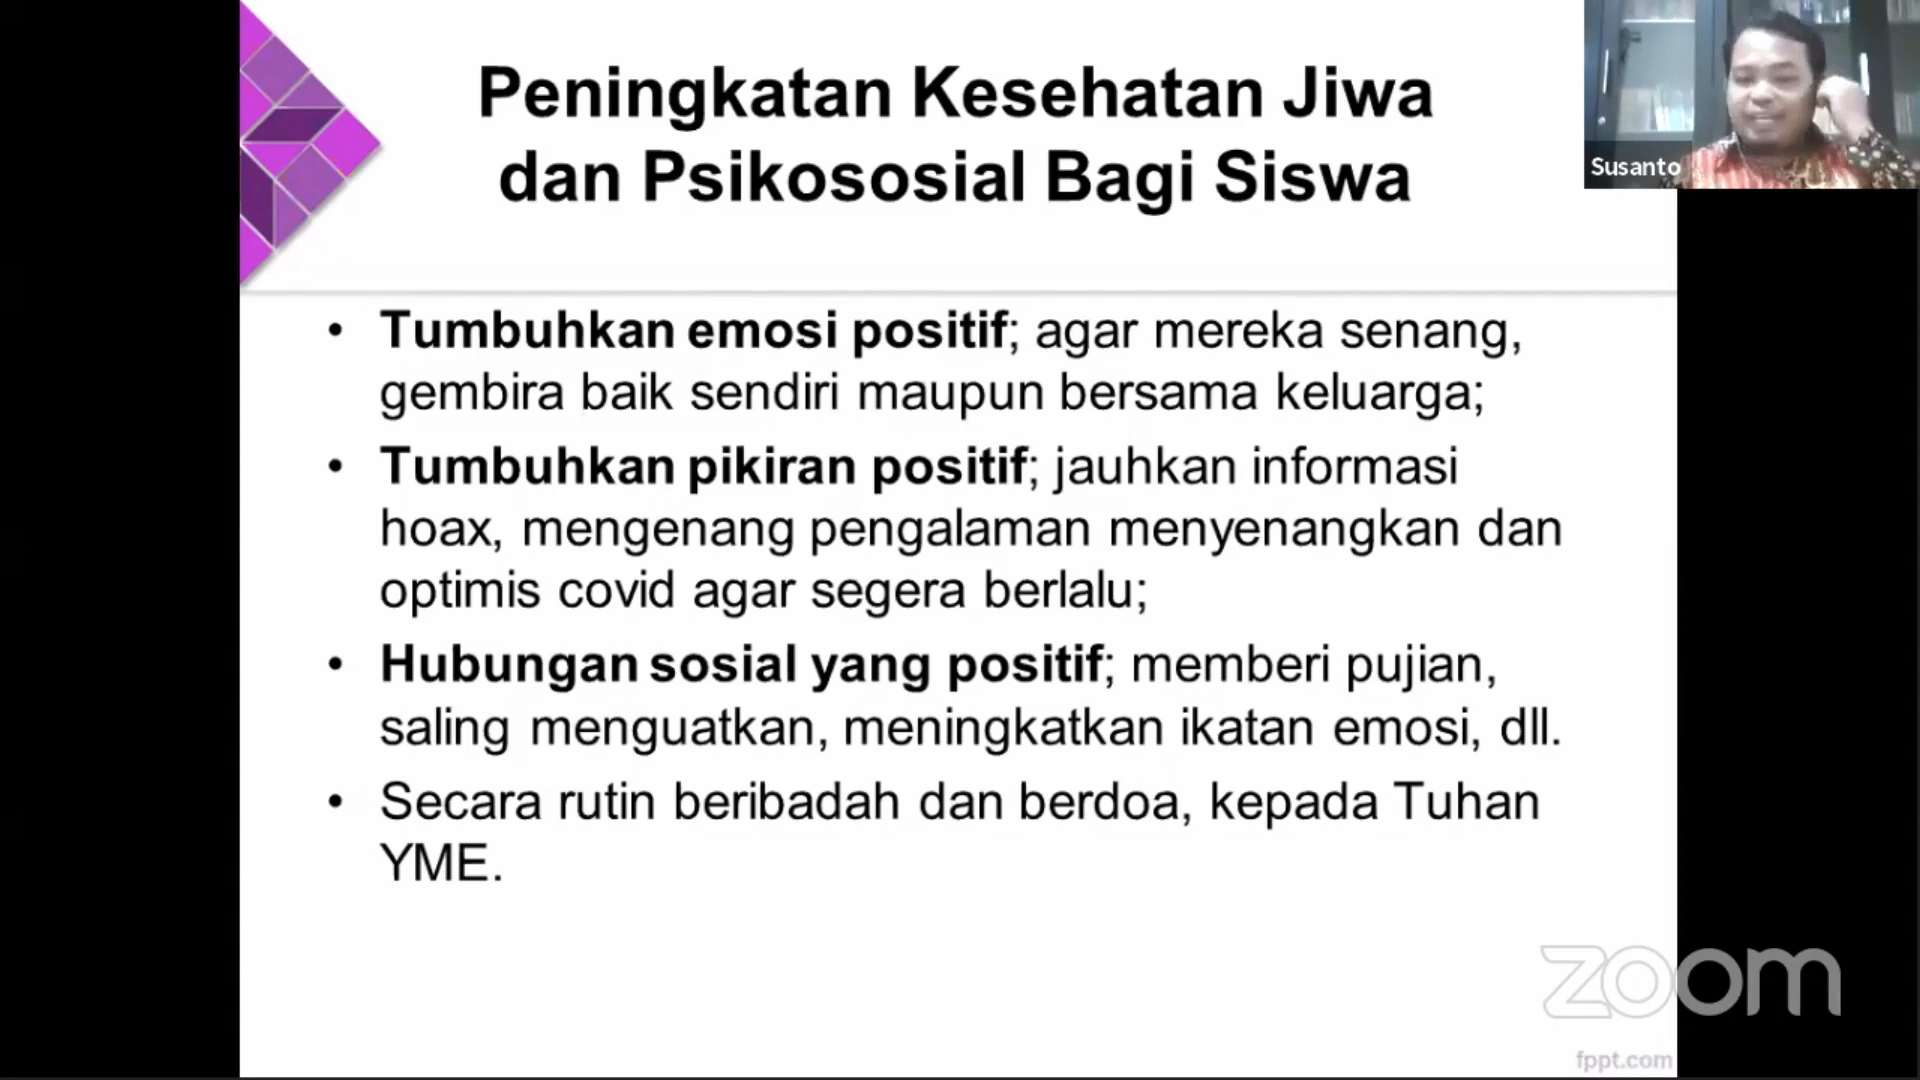 Peningkatan Kesehatan Jiwa
dan Psikososial Bagi Siswa
Susanto
• Tumbuhkan emosi positif; agar mereka senang,
gembira baik sendiri maupun bersama keluarga;
• Tumbuhkan pikiran positif; jauhkan informasi
hoax, mengenang pengalaman menyenangkan dan
optimis covid agar segera berlalu;
• Hubungan sosial yang positif; memberi pujian,
saling menguatkan, meningkatkan ikatan emosi, dll.
• Secara rutin beribadah dan berdoa, kepada Tuhan
YME.
zoom
fppt.com